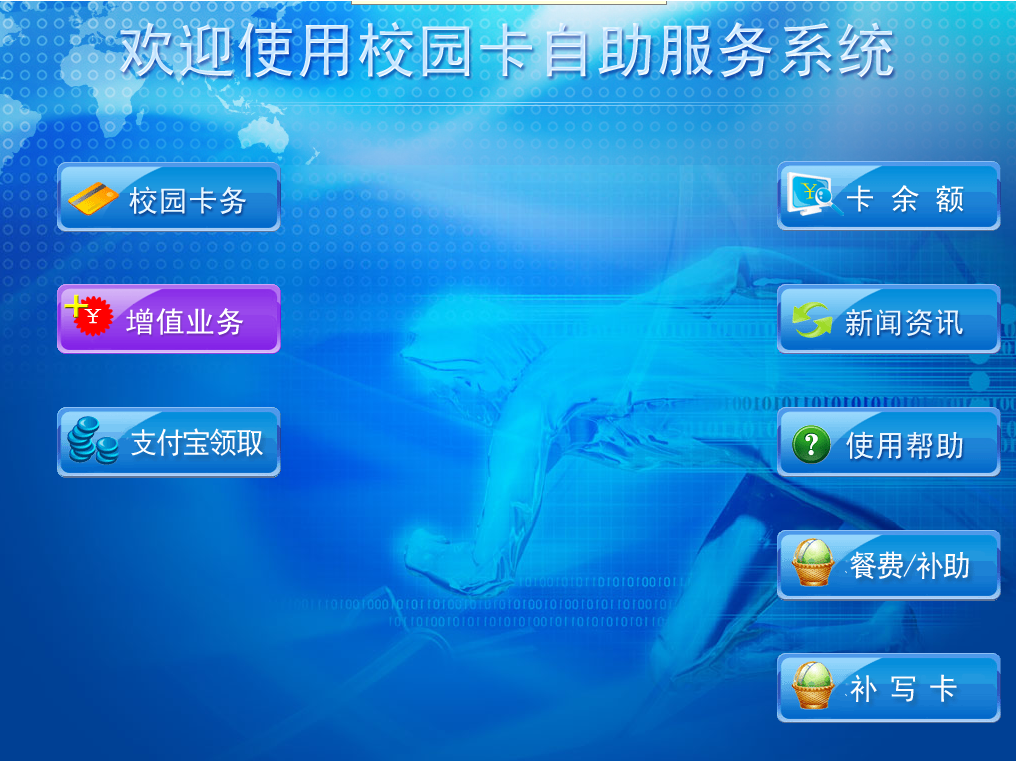 欢迎使用校园卡自助服务系统
校园卡务
增值业务
支付宝领取
卡余额
新闻资讯
使用帮助
餐费/补助
补写卡